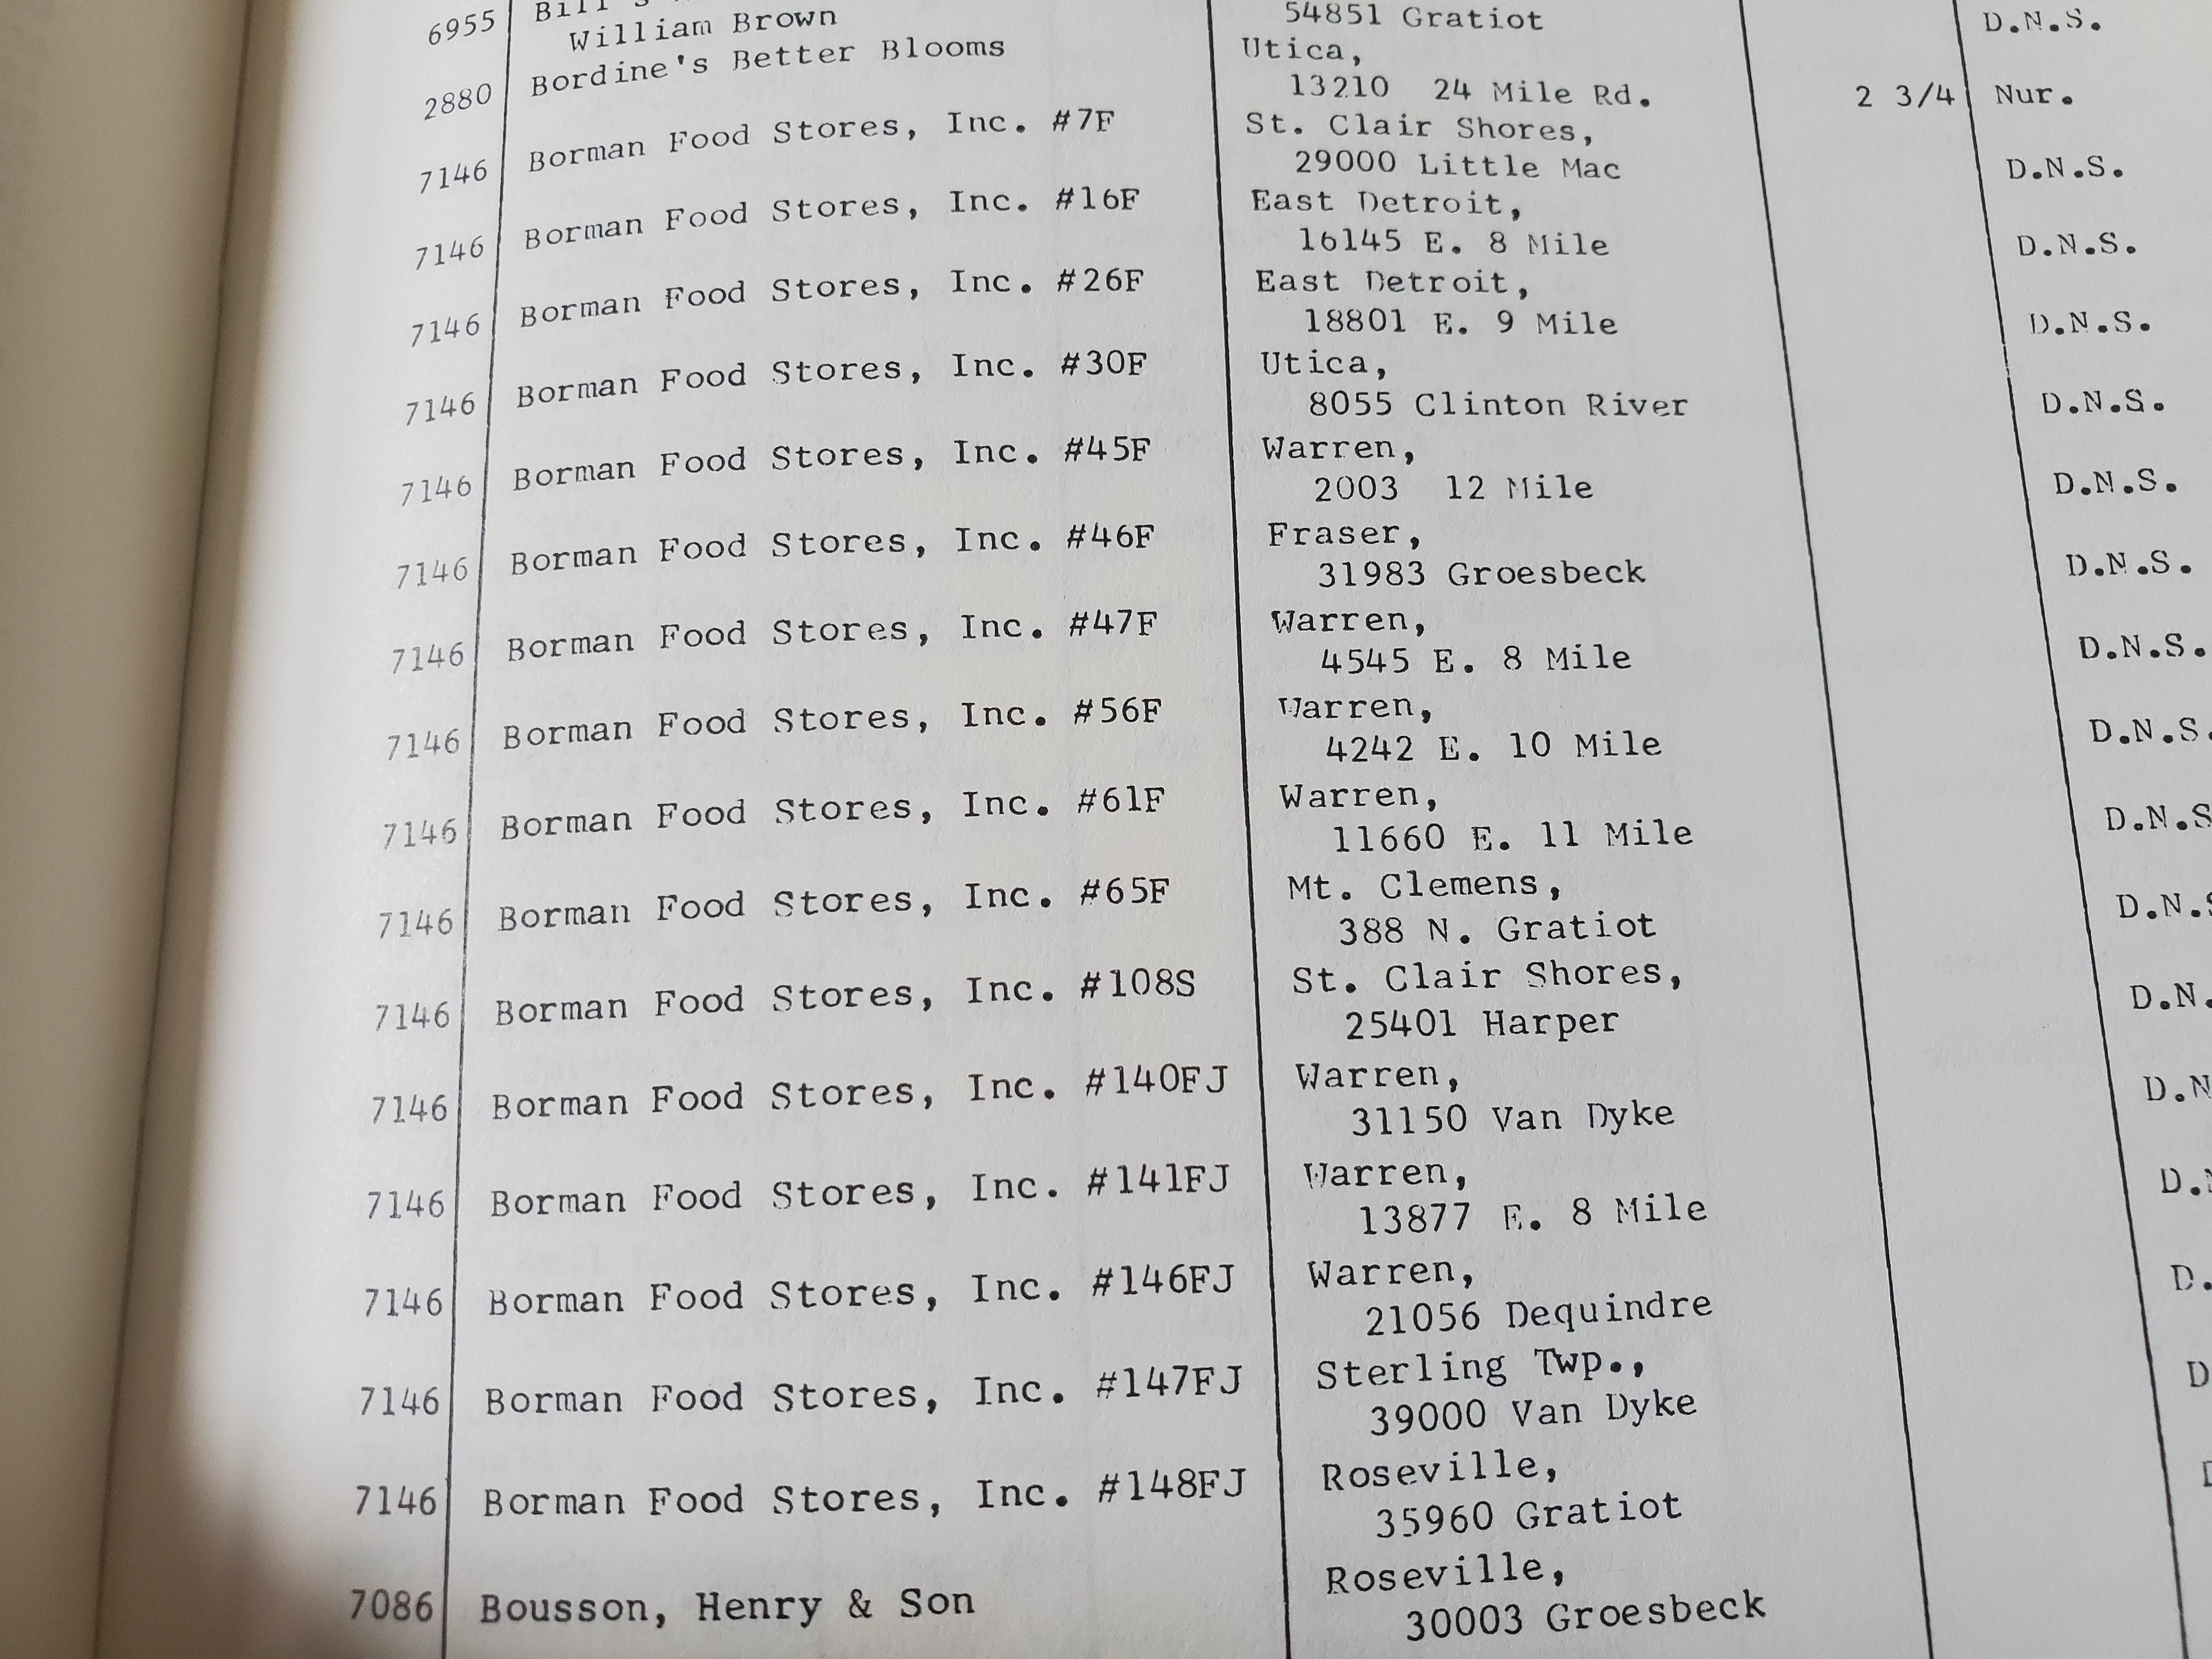 6955 William Brown 54851 Gratiot D.N.S.
2880 Bordine's Better Blooms Utica,
13210 24 Mile Rd. 2 3/4 Nur.
7146 Borman Food Stores, Inc. #7F St. Clair Shores,
29000 Little Mac D.N.S.
7146 Borman Food Stores, Inc. #16F East Detroit,
16145 E. 8 Mile D.N.S.
7146 Borman Food Stores, Inc. #26F East Detroit,
18801 E. 9 Mile D.N.S.
7146 Borman Food Stores, Inc. #30F Utica,
8055 Clinton River D.N.S.
7146 Borman Food Stores, Inc. #45F Warren,
2003 12 Mile D.N.S.
7146 Borman Food Stores, Inc. #46F Fraser,
31983 Groesbeck D.N.S.
7146 Borman Food Stores, Inc. #47F Warren,
4545 E. 8 Mile D.N.S.
7146 Borman Food Stores, Inc. #56F Warren,
4242 E. 10 Mile D.N.S.
7146 Borman Food Stores, Inc. #61F Warren,
11660 E. 11 Mile D.N.S
7146 Borman Food Stores, Inc. #65F Mt. Clemens,
388 N. Gratiot D.N.S
7146 Borman Food Stores, Inc. #108S St. Clair Shores,
25401 Harper D.N.
7146 Borman Food Stores, Inc. #140FJ Warren,
31150 Van Dyke D.N
7146 Borman Food Stores, Inc. #141FJ Warren,
13877 E. 8 Mile D.
7146 Borman Food Stores, Inc. #146FJ Warren,
21056 Dequindre D.
7146 Borman Food Stores, Inc. #147FJ Sterling Twp.,
39000 Van Dyke D
7146 Borman Food Stores, Inc. #148FJ Roseville,
35960 Gratiot
7086 Bousson, Henry & Son Roseville,
30003 Groesbeck